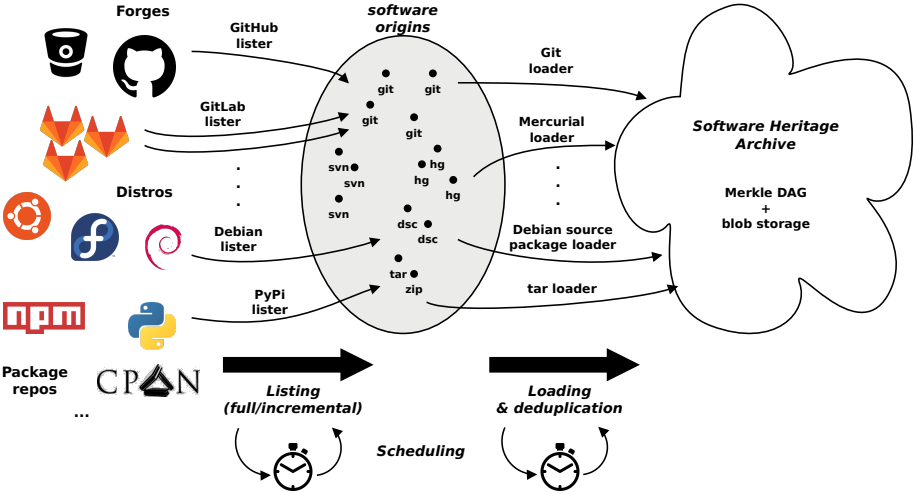 Forges
GitHub
lister
software
origins
Git
loader
git
git
GitLab
lister
git
git
Mercurial
loader
Software Heritage
Archive
svn
svn
svn
hg
hg
hg
.
.
.
.
.
.
Merkle DAG
+
blob storage
Distros
Debian
lister
dsc
dsc
Debian source
package loader
tar
zip
PyPi
lister
tar loader
npm
Package
repos
CPAN
...
Listing
(full/incremental)
Loading
& deduplication
Scheduling